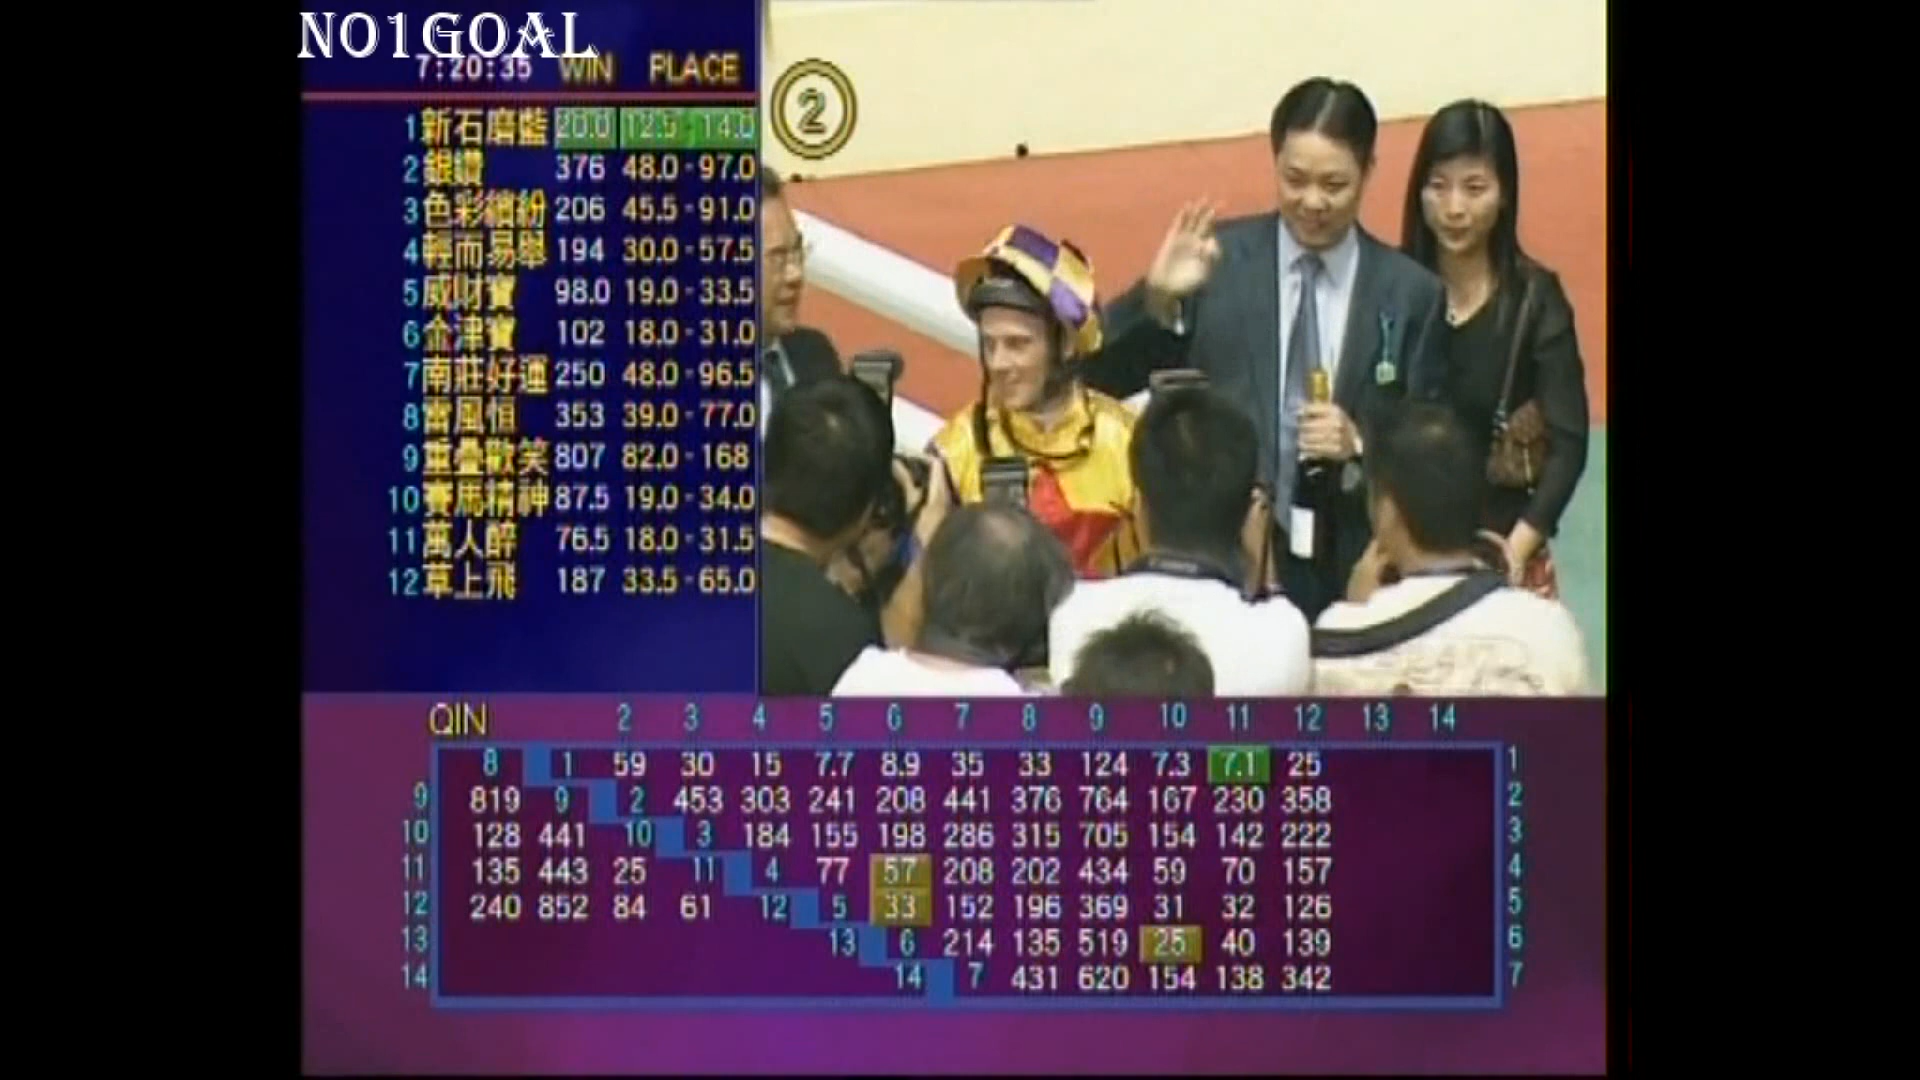 NO1GOAL
7:20:35 WIN PLACE
1 新石磨藍 20.0 12.5 - 14.0
2 銀鑽 376 48.0 - 97.0
3 色彩繽紛 206 45.5 - 91.0
4 輕而易舉 194 30.0 - 57.5
5 威財寶 98.0 19.0 - 33.5
6 金津寶 102 18.0 - 31.0
7 南莊好運 250 48.0 - 96.5
8 雷風恒 353 39.0 - 77.0
9 重疊歡笑 807 82.0 - 168
10 賽馬精神 87.5 19.0 - 34.0
11 萬人醉 76.5 18.0 - 31.5
12 草上飛 187 33.5 - 65.0
2
QIN 2 3 4 5 6 7 8 9 10 11 12 13 14
8 1 59 30 15 7.7 8.9 35 33 124 7.3 7.1 25 1
9 819 9 2 453 303 241 208 441 376 764 167 230 358 2
10 128 441 10 3 184 155 198 286 315 705 154 142 222 3
11 135 443 25 11 4 77 57 208 202 434 59 70 157 4
12 240 852 84 61 12 5 33 152 196 369 31 32 126 5
13 13 6 214 135 519 25 40 139 6
14 14 7 431 620 154 138 342 7